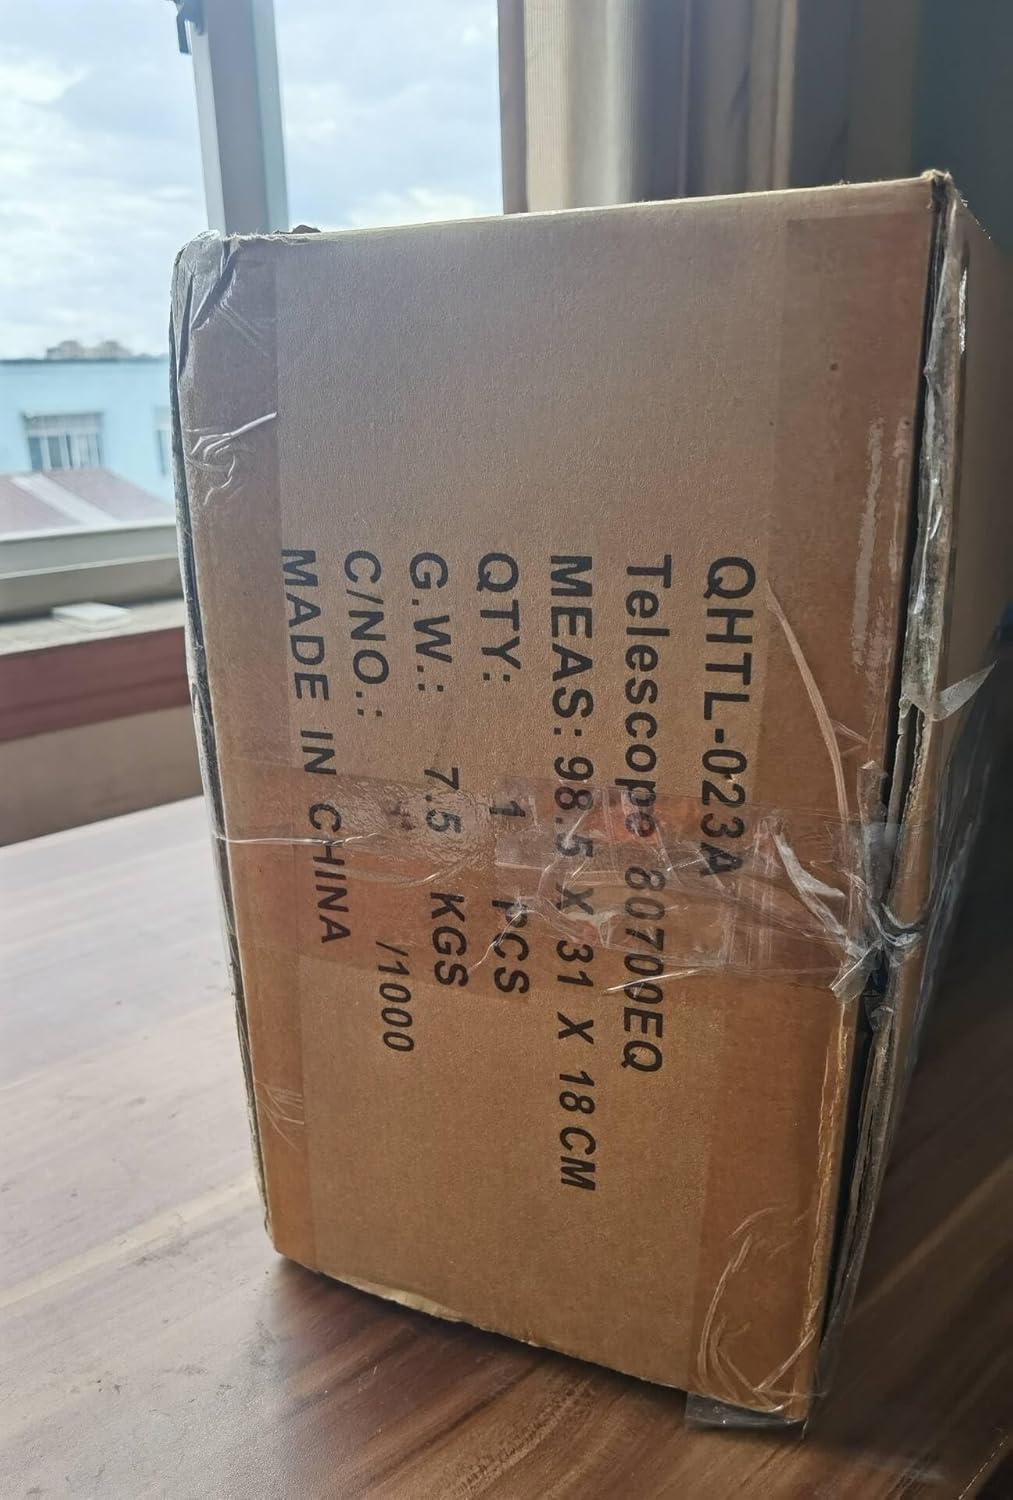 QHTL-023A
Telescope 80700EQ
MEAS: 98.5 X 31 X 18 CM
QTY: 1 PCS
G.W.: 7.5 KGS
C/NO.: /1000
MADE IN CHINA